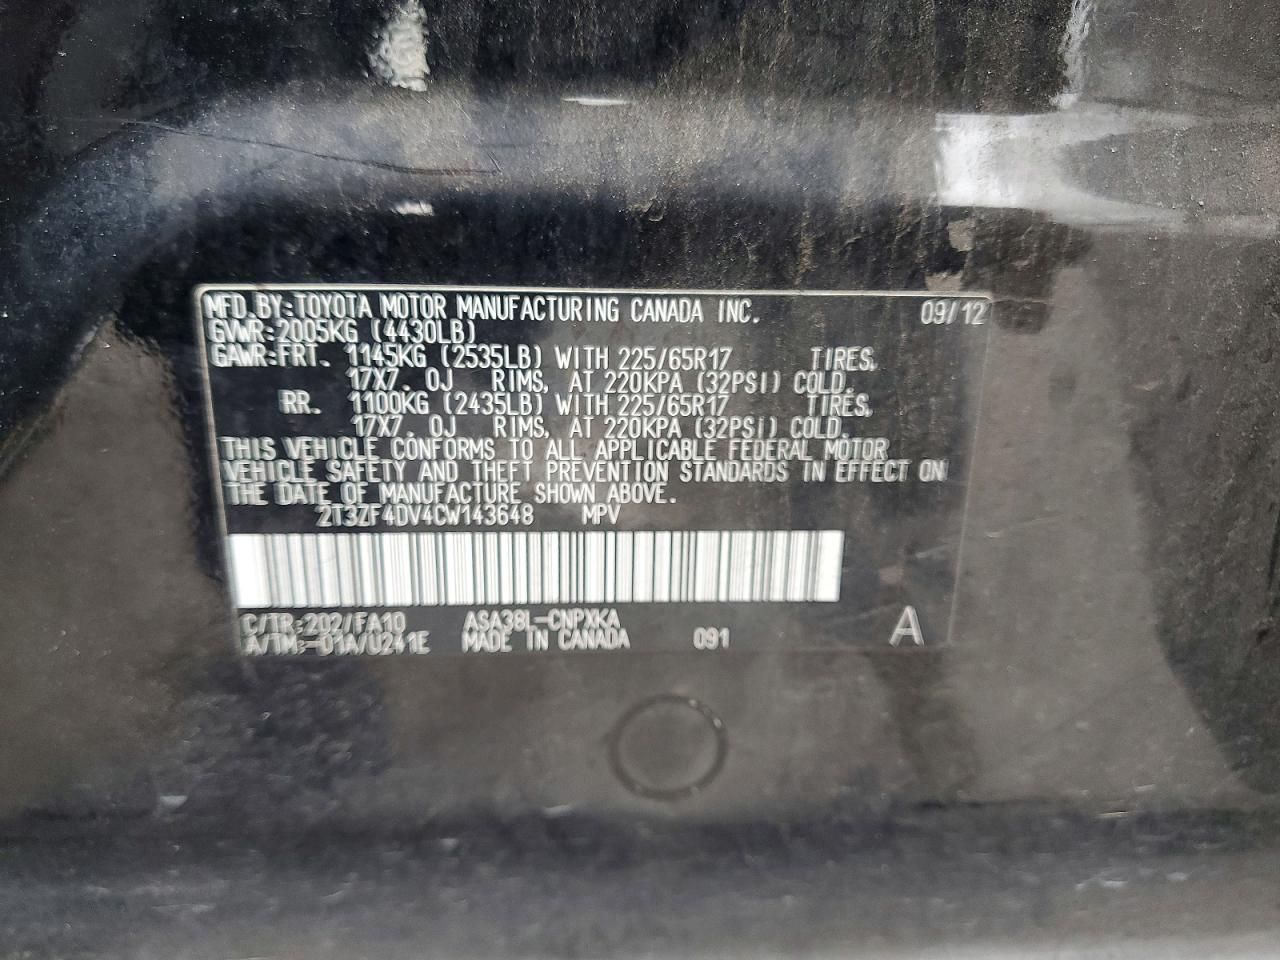 MFD.BY:TOYOTA MOTOR MANUFACTURING CANADA INC. 09/12
GVWR:2005KG (4430LB)
GAWR:FRT. 1145KG (2535LB) WITH 225/65R17 TIRES,
17X7.0J RIMS, AT 220KPA (32PSI) COLD.
RR. 1100KG (2435LB) WITH 225/65R17 TIRES,
17X7.0J RIMS, AT 220KPA (32PSI) COLD.
THIS VEHICLE CONFORMS TO ALL APPLICABLE FEDERAL MOTOR
VEHICLE SAFETY AND THEFT PREVENTION STANDARDS IN EFFECT ON
THE DATE OF MANUFACTURE SHOWN ABOVE.
2T3ZF4DV4CW143648 MPV
C/TR:202/FA10 ASA38L-CNPXKA
A/TM:-01A/U241E MADE IN CANADA 091 A